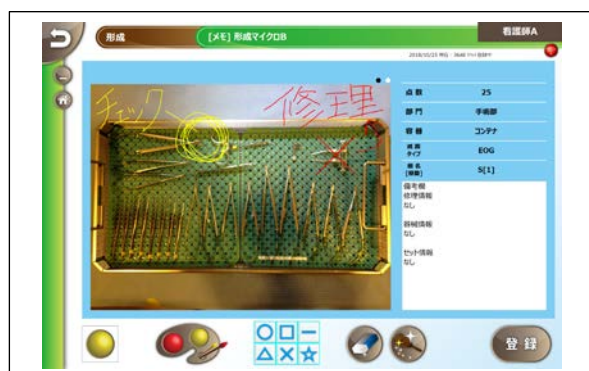 形成
[メモ] 形成マイクロB
看護師A
チェック
修理
点 数 25
部 門 手術部
容 器 コンテナ
滅 菌
タイプ EOG
棚 名
[棚段] S[1]
備考欄
修理情報
なし
器械情報
なし
セット情報
なし
登 録